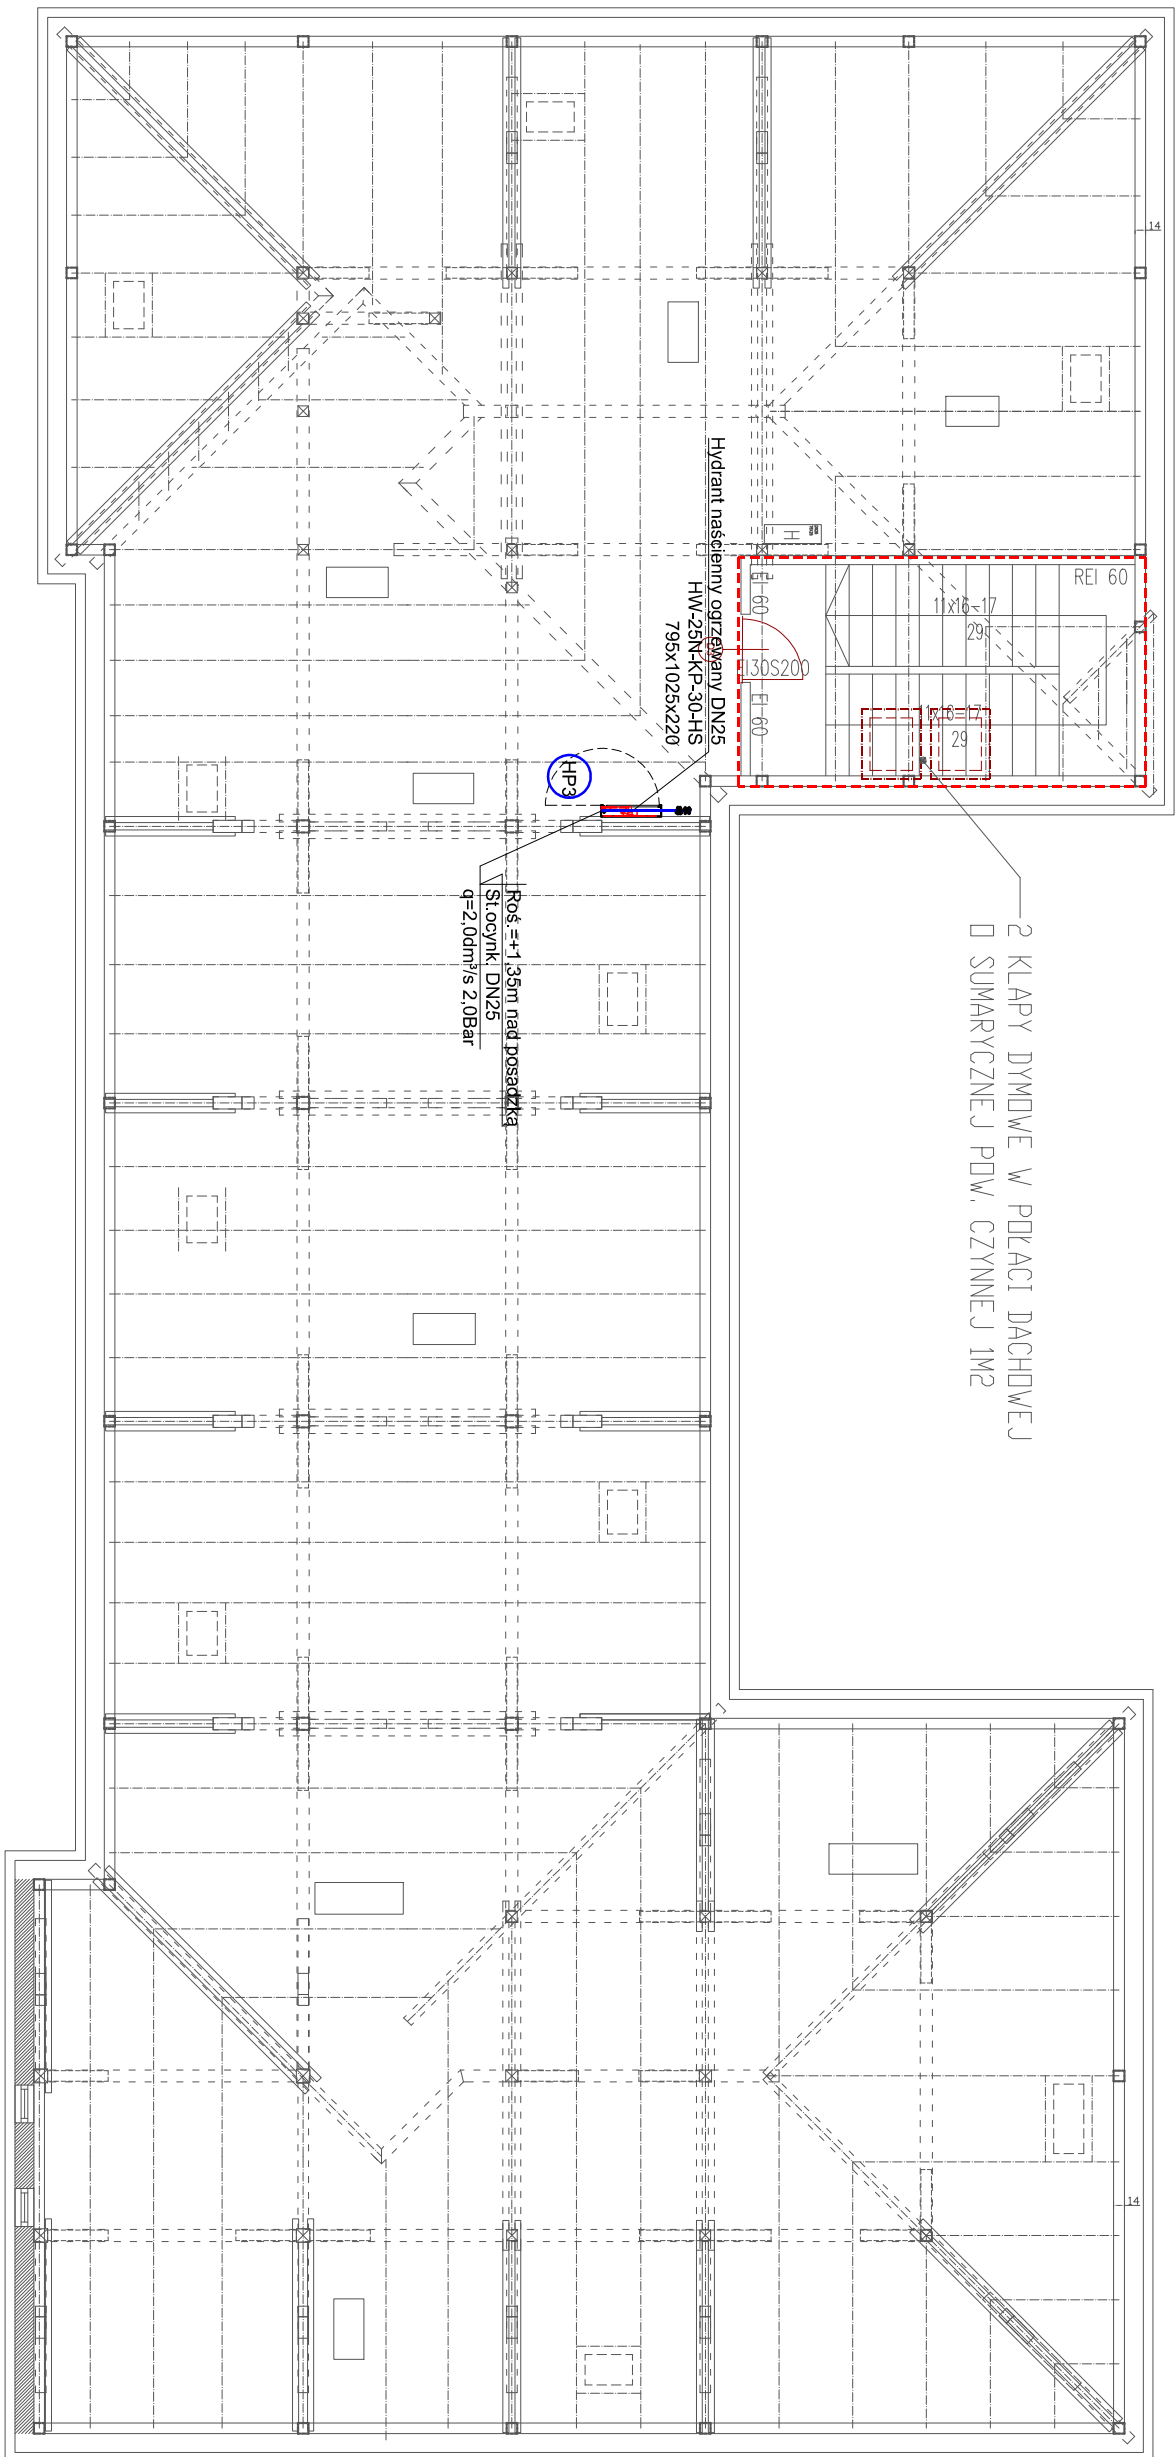 14
REI 60
11x16-17
29
EI 60
EI30S200
EI 60
11x16=17
29
H
Hydrant naścienny ogrzewany DN25
HW-25N-KP-30-HS
795x1025x220
HP3
Roś.=+1,35m nad posadzka
St.ocynk. DN25
q=2,0dm³/s 2,0Bar
2 KLAPY DYMOWE W POŁACI DACHOWEJ
O SUMARYCZNEJ POW. CZYNNEJ 1M2
14